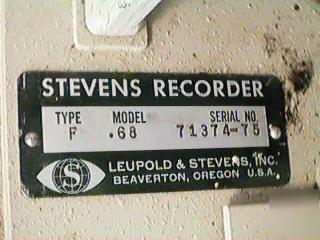 STEVENS RECORDER
TYPE MODEL SERIAL NO.
F .68 71374-75
S
LEUPOLD & STEVENS, INC.
BEAVERTON, OREGON U.S.A.